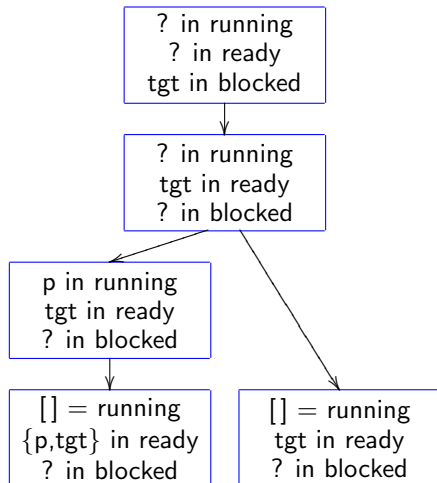 ? in running
? in ready
tgt in blocked
? in running
tgt in ready
? in blocked
p in running
tgt in ready
? in blocked
[] = running
{p,tgt} in ready
? in blocked
[] = running
tgt in ready
? in blocked